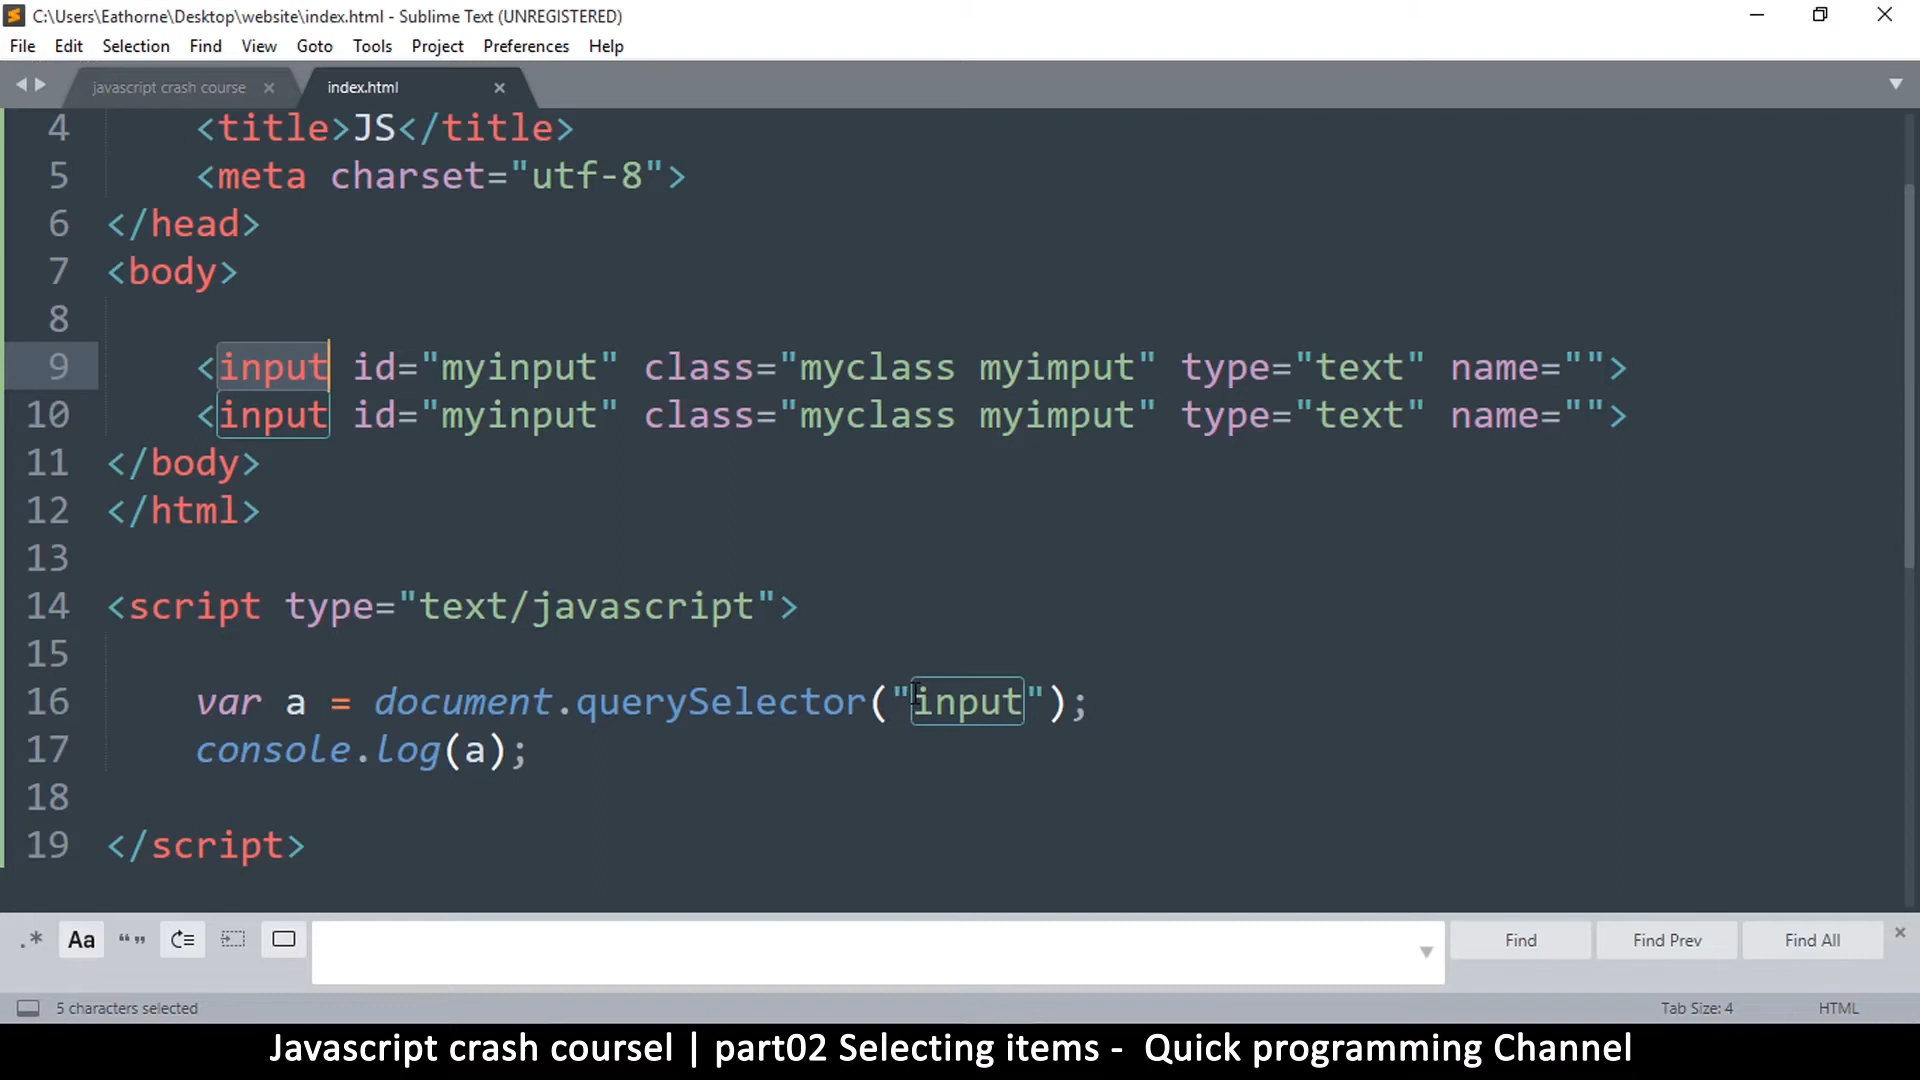 C:\Users\Eathorne\Desktop\website\index.html - Sublime Text (UNREGISTERED)
File Edit Selection Find View Goto Tools Project Preferences Help
javascript crash course index.html
4 <title>JS</title>
5 <meta charset="utf-8">
6 </head>
7 <body>
8
9 <input id="myinput" class="myclass myimput" type="text" name="">
10 <input id="myinput" class="myclass myimput" type="text" name="">
11 </body>
12 </html>
13
14 <script type="text/javascript">
15
16 var a = document.querySelector("input");
17 console.log(a);
18
19 </script>
.* Aa “” Find Find Prev Find All
5 characters selected Tab Size: 4 HTML
Javascript crash coursel | part02 Selecting items - Quick programming Channel